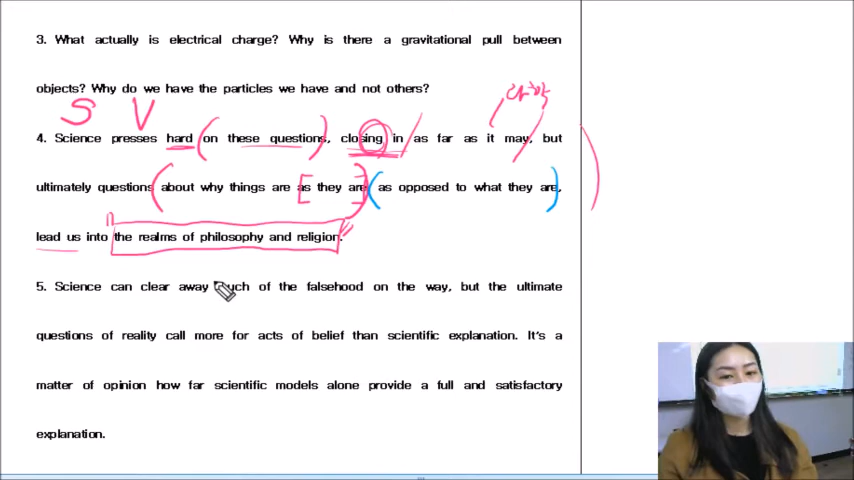 3. What actually is electrical charge? Why is there a gravitational pull between
objects? Why do we have the particles we have and not others?
S V
4. Science presses hard on these questions, closing in as far as it may, but
ultimately questions about why things are as they are as opposed to what they are,
lead us into the realms of philosophy and religion.
5. Science can clear away much of the falsehood on the way, but the ultimate
questions of reality call more for acts of belief than scientific explanation. It's a
matter of opinion how far scientific models alone provide a full and satisfactory
explanation.